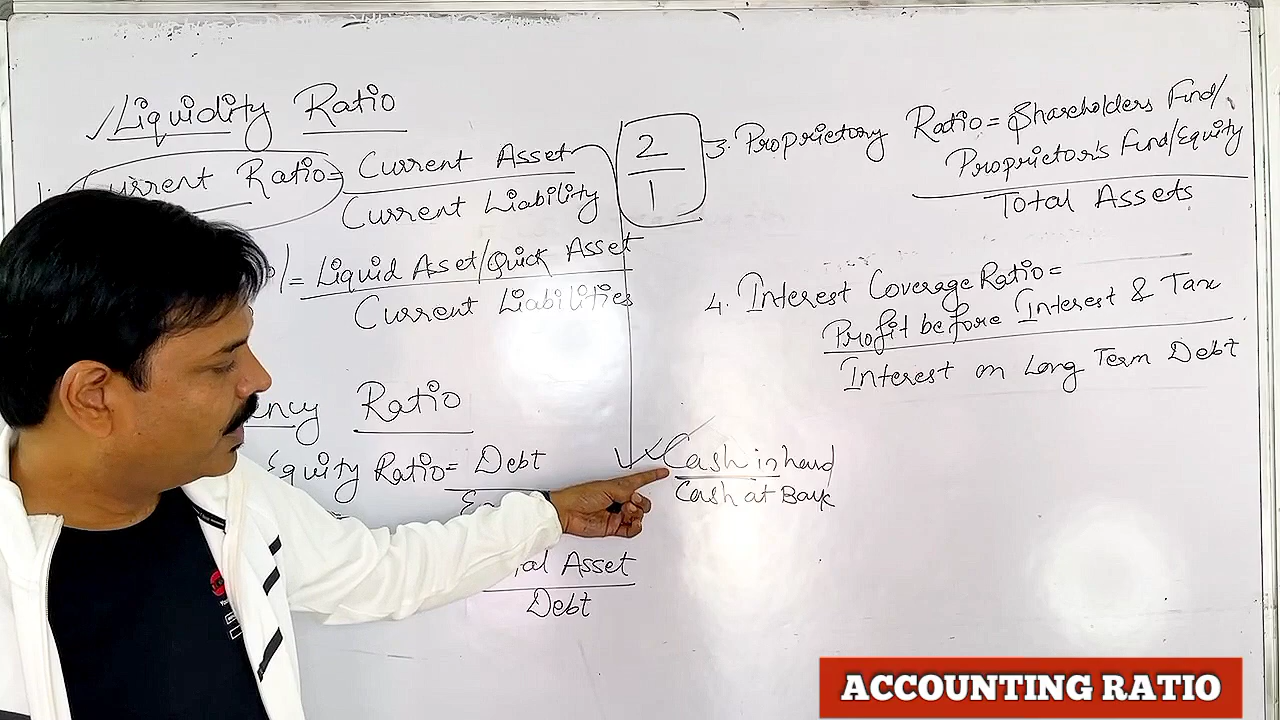 Liquidity Ratio
Current Ratio = Current Asset
Current Liability
2
1
= Liquid Asset/Quick Asset
Current Liabilities
ency Ratio
Equity Ratio = Debt
tal Asset
Debt
3. Proprietory Ratio = Shareholders Fund/
Proprietor's Fund/Equity
Total Assets
4. Interest Coverage Ratio =
Profit before Interest & Tax
Interest on Long Term Debt
Cash in hand
Cash at Bank
ACCOUNTING RATIO